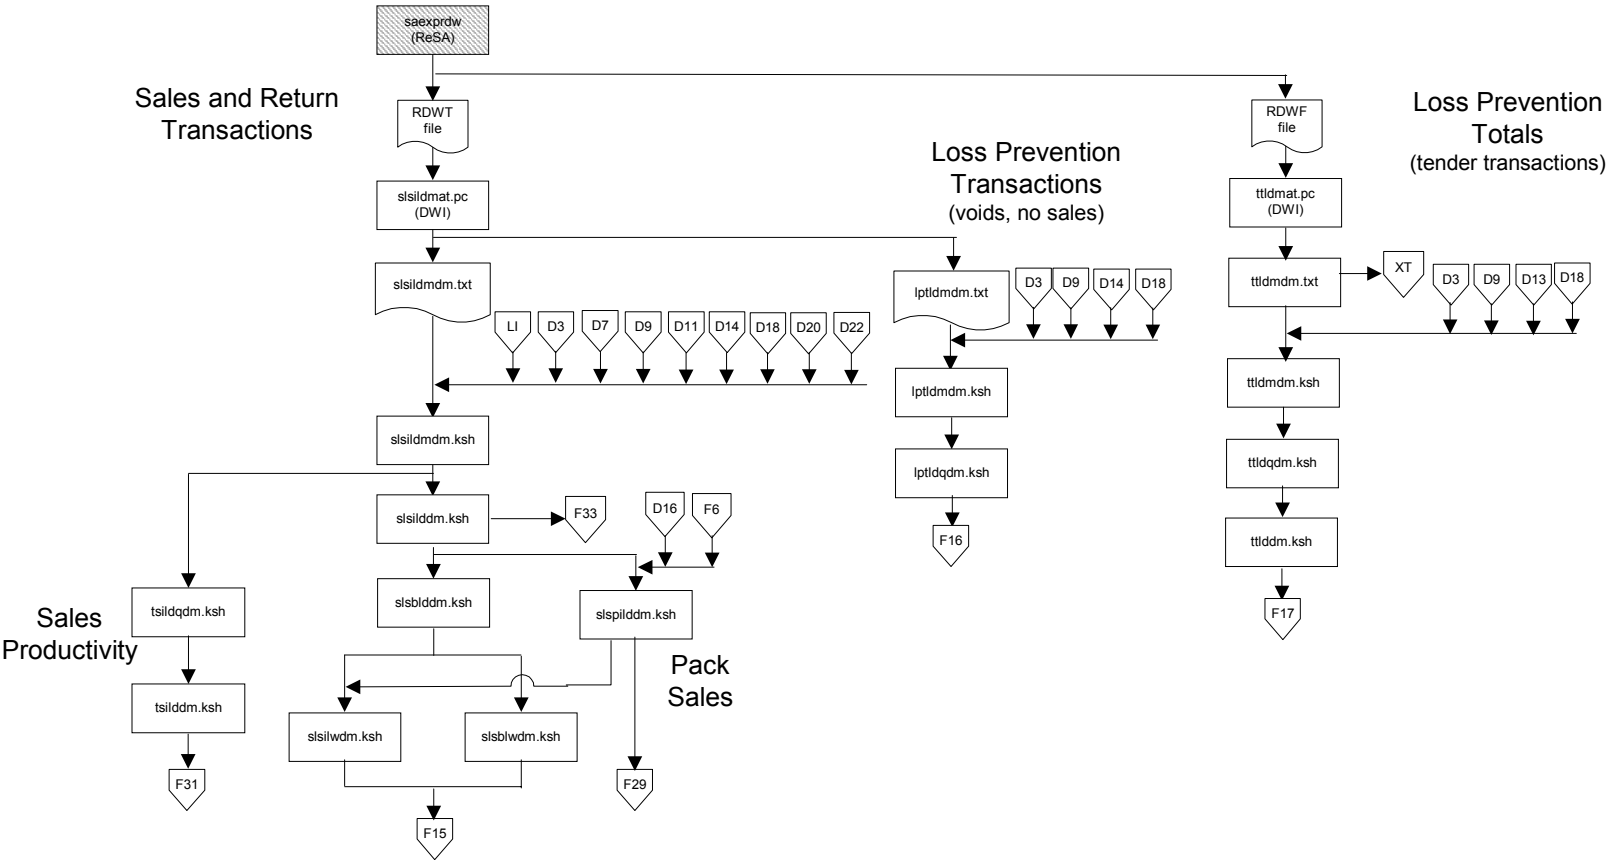 saexprdw
(ReSA)
Sales and Return
Transactions
RDWT
file
RDWF
file
Loss Prevention
Totals
(tender transactions)
Loss Prevention
Transactions
(voids, no sales)
slsildmat.pc
(DWI)
ttldmat.pc
(DWI)
slsildmdm.txt
lptldmdm.txt
D3
D9
D14
D18
ttldmdm.txt
XT
D3
D9
D13
D18
LI
D3
D7
D9
D11
D14
D18
D20
D22
lptldmdm.ksh
ttldmdm.ksh
slsildmdm.ksh
lptldqdm.ksh
ttldqdm.ksh
slsilddm.ksh
F33
D16
F6
F16
ttlddm.ksh
Sales
Productivity
tsildqdm.ksh
slsblddm.ksh
slspilddm.ksh
F17
Pack
Sales
tsilddm.ksh
slsilwdm.ksh
slsblwdm.ksh
F31
F29
F15